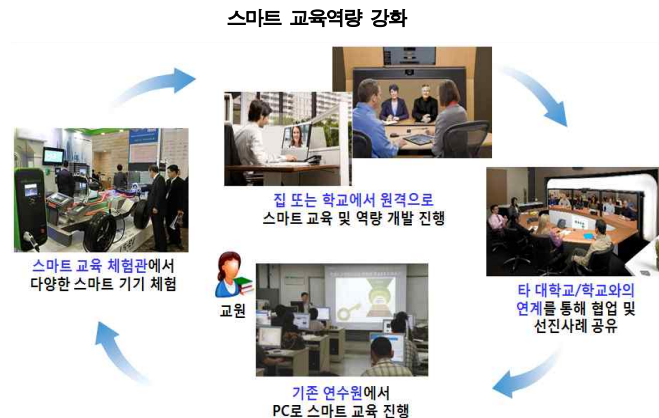 스마트 교육역량 강화
집 또는 학교에서 원격으로
스마트 교육 및 역량 개발 진행
스마트 교육 체험관에서
다양한 스마트 기기 체험
교원
타 대학교/학교와의
연계를 통해 협업 및
선진사례 공유
기존 연수원에서
PC로 스마트 교육 진행